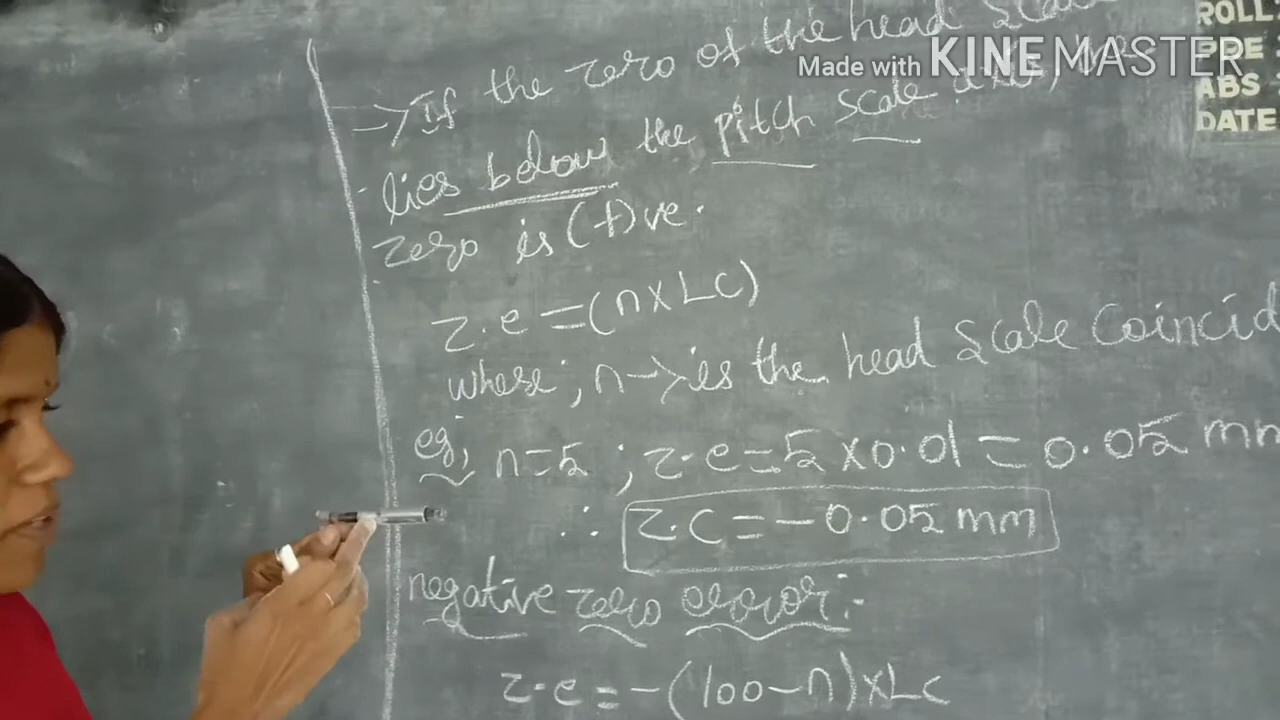 ROLL:
PRE
ABS :
DATE
Made with KINEMASTER
→ If the zero of the head scale
lies below the pitch scale axis, the
zero is (+)ve.
z.e = (n x LC)
where; n → is the head scale coincid
eg; n = 5 ; z.e = 5 x 0.01 = 0.05 mm
∴ z.c = - 0.05 mm
negative zero error :-
z.e = - (100 - n) x LC